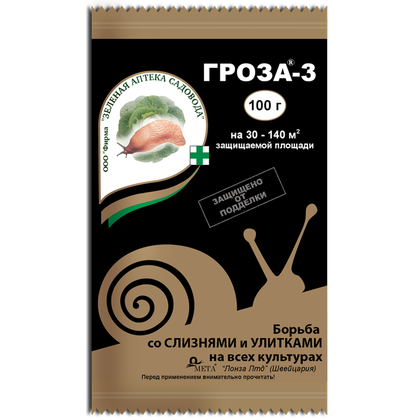 ООО "Фирма "ЗЕЛЕНАЯ АПТЕКА САДОВОДА"
ГРОЗА®-3
100 г
на 30 - 140 м²
защищаемой площади
ЗАЩИЩЕНО
ОТ
ПОДДЕЛКИ
Борьба
со СЛИЗНЯМИ и УЛИТКАМИ
на всех культурах
МЕТА® "Лонза Лтд" (Швейцария)
Перед применением внимательно прочитать!